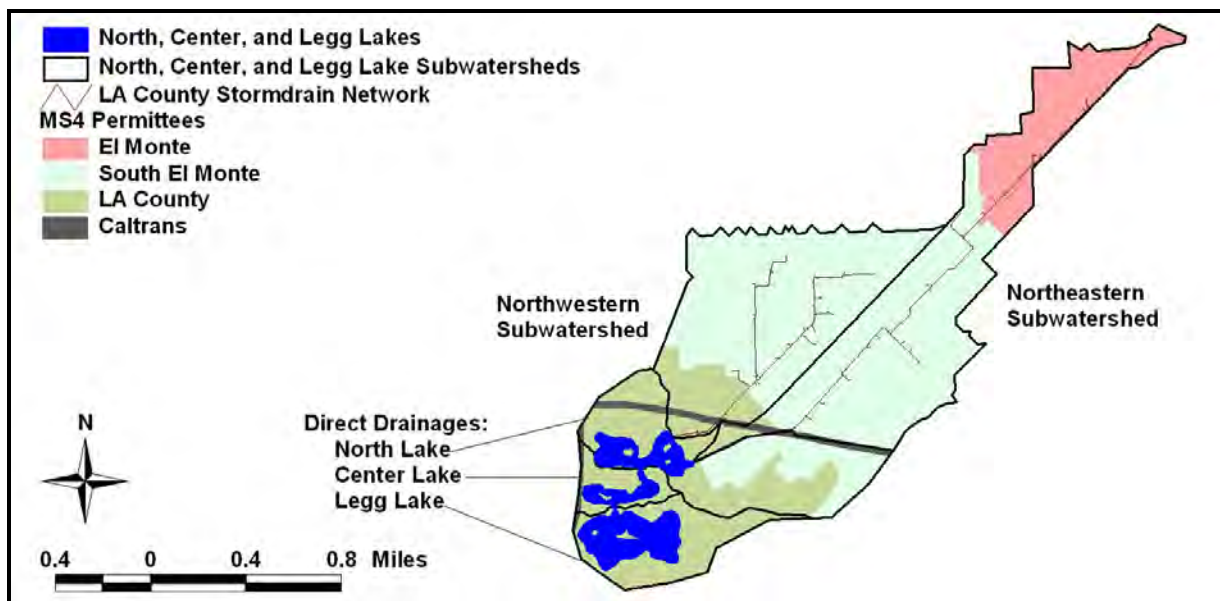 North, Center, and Legg Lakes
North, Center, and Legg Lake Subwatersheds
LA County Stormdrain Network
MS4 Permittees
El Monte
South El Monte
LA County
Caltrans
Northwestern
Subwatershed
Northeastern
Subwatershed
Direct Drainages:
North Lake
Center Lake
Legg Lake
N
0.4 0 0.4 0.8 Miles